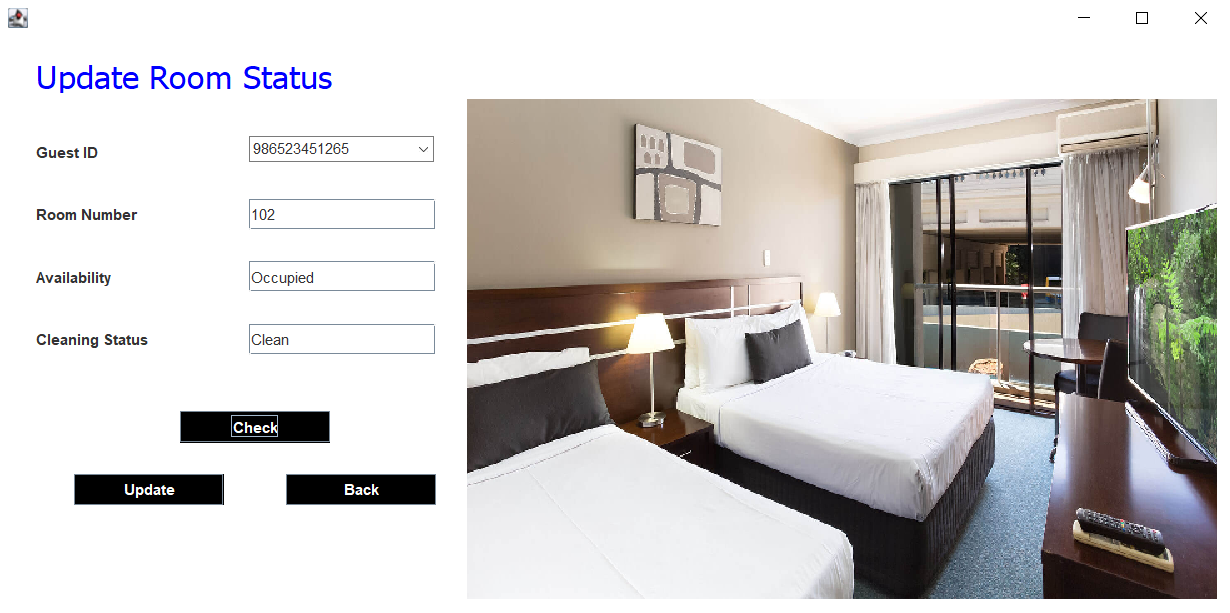 Update Room Status
Guest ID 986523451265
Room Number 102
Availability Occupied
Cleaning Status Clean
Check
Update Back